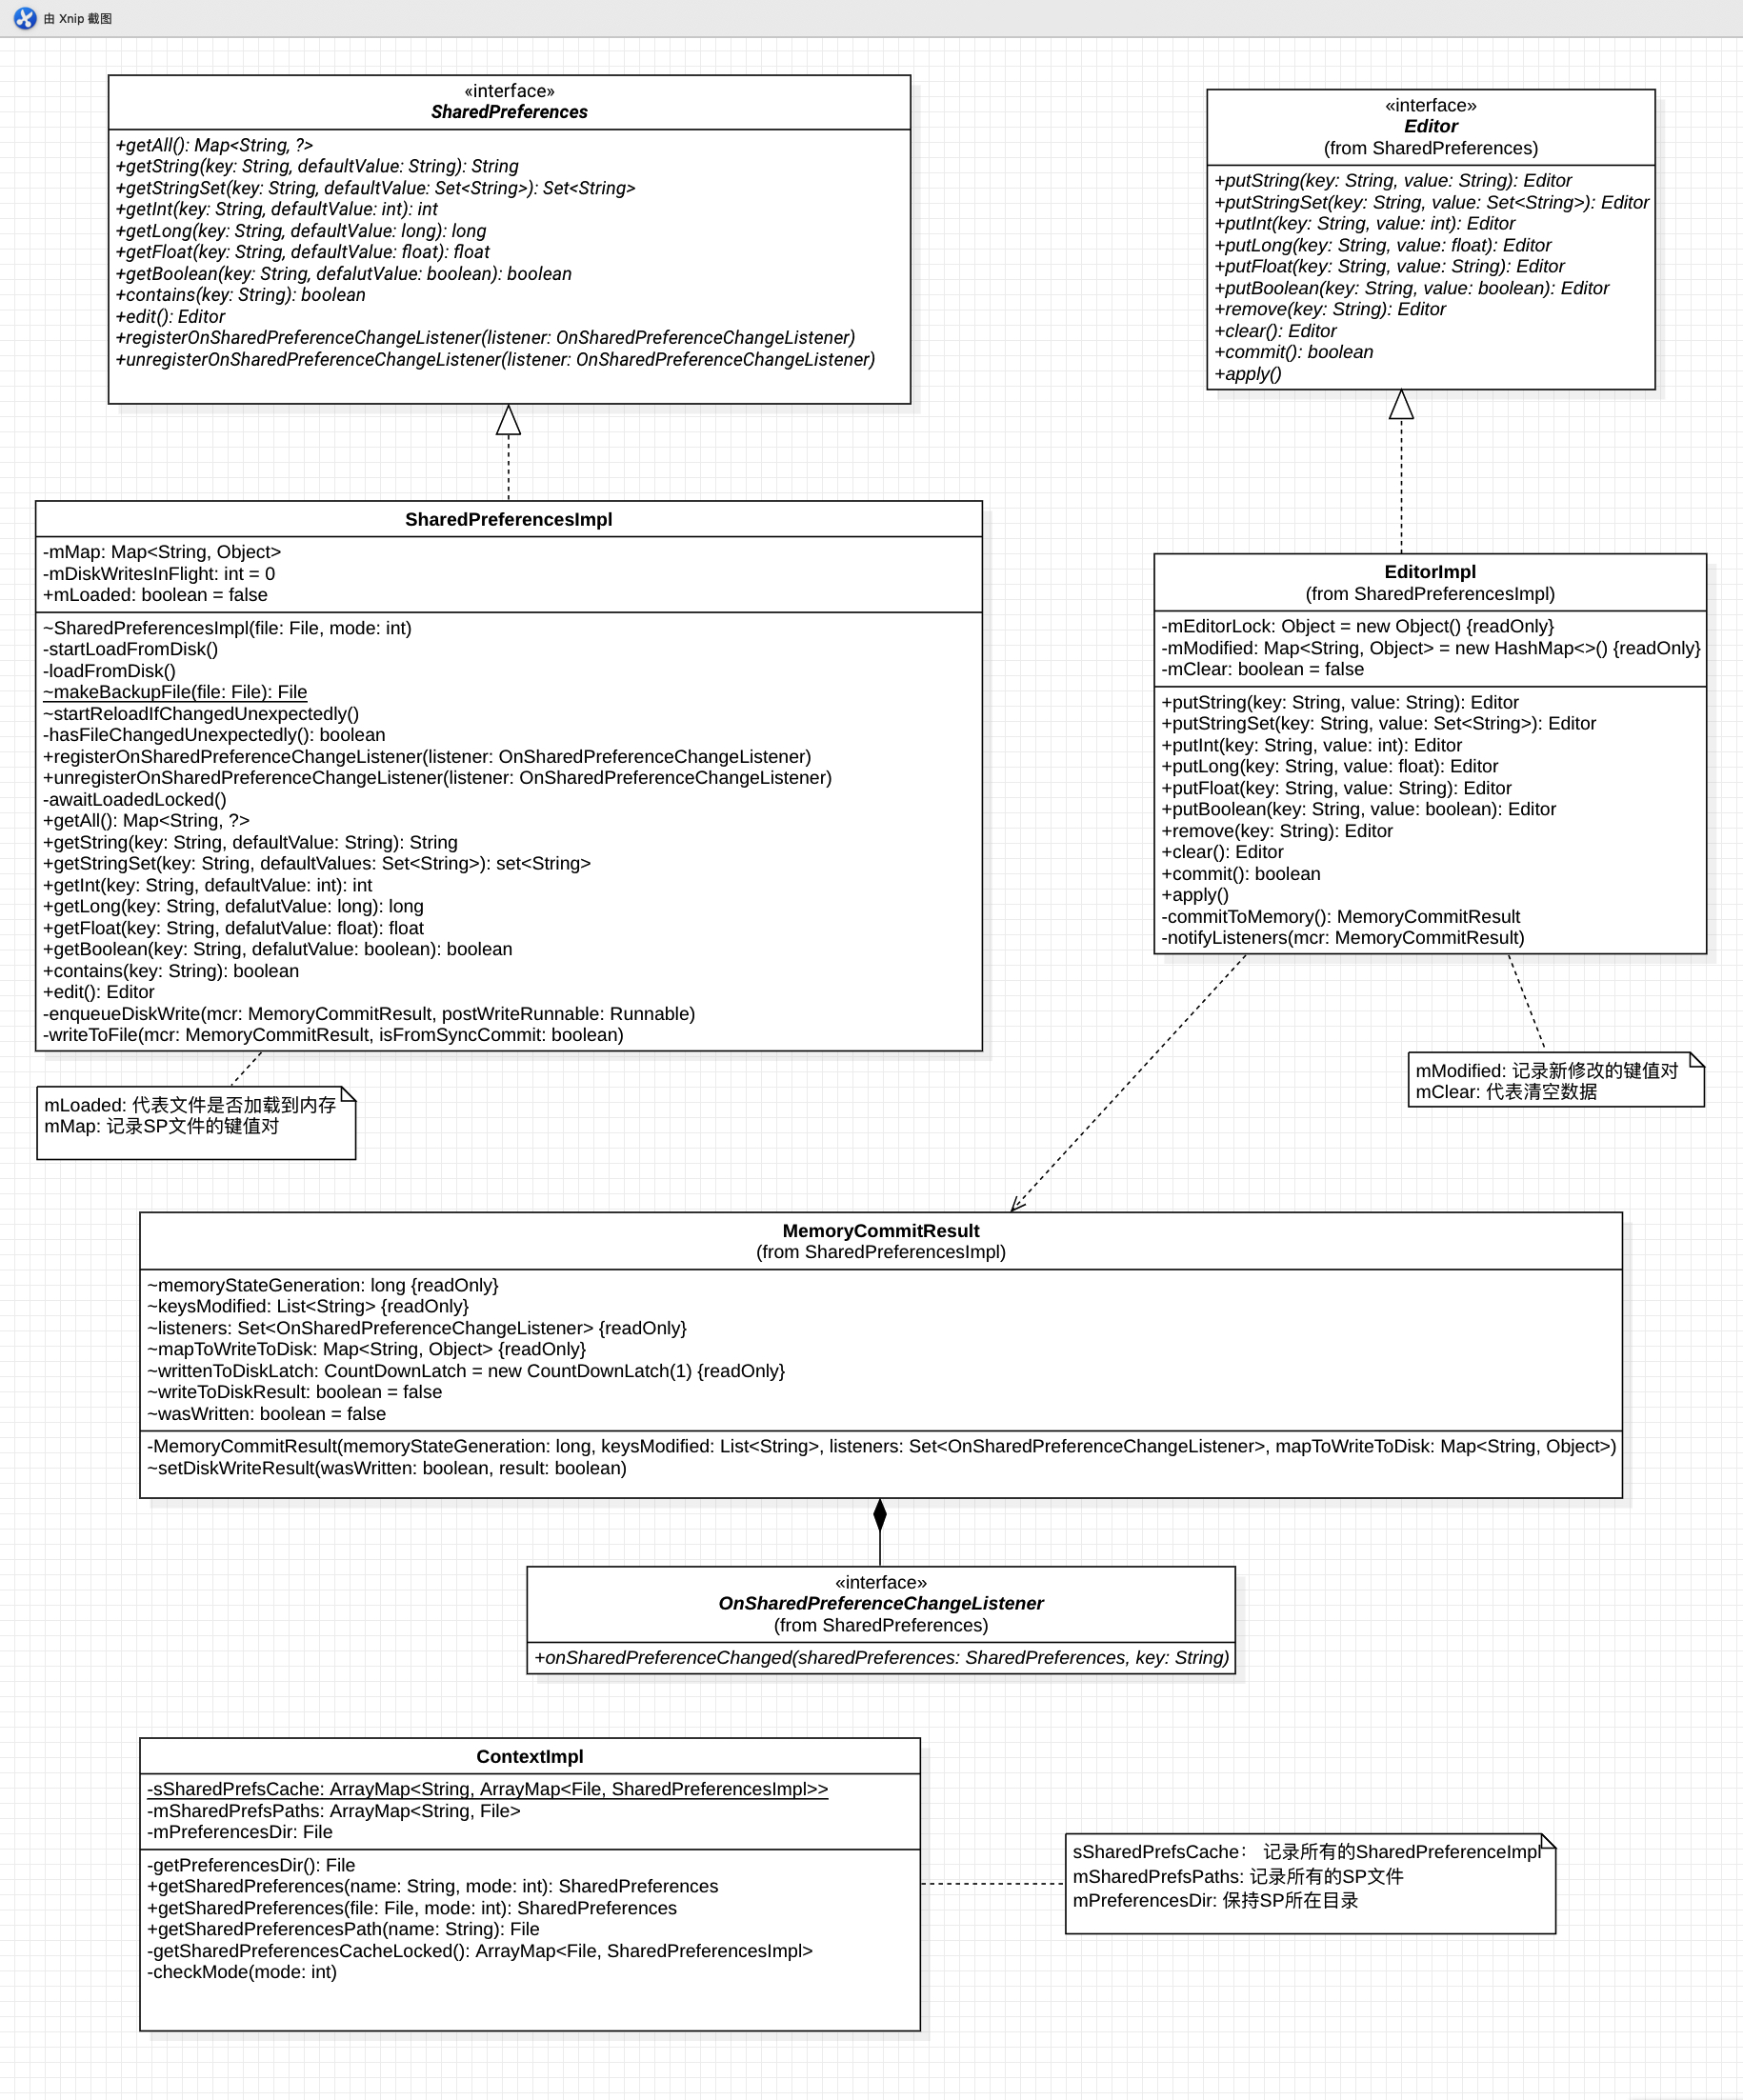 由 Xnip 截图
«interface»
SharedPreferences
+getAll(): Map<String, ?>
+getString(key: String, defaultValue: String): String
+getStringSet(key: String, defaultValue: Set<String>): Set<String>
+getInt(key: String, defaultValue: int): int
+getLong(key: String, defaultValue: long): long
+getFloat(key: String, defaultValue: float): float
+getBoolean(key: String, defalutValue: boolean): boolean
+contains(key: String): boolean
+edit(): Editor
+registerOnSharedPreferenceChangeListener(listener: OnSharedPreferenceChangeListener)
+unregisterOnSharedPreferenceChangeListener(listener: OnSharedPreferenceChangeListener)
«interface»
Editor
(from SharedPreferences)
+putString(key: String, value: String): Editor
+putStringSet(key: String, value: Set<String>): Editor
+putInt(key: String, value: int): Editor
+putLong(key: String, value: float): Editor
+putFloat(key: String, value: String): Editor
+putBoolean(key: String, value: boolean): Editor
+remove(key: String): Editor
+clear(): Editor
+commit(): boolean
+apply()
SharedPreferencesImpl
-mMap: Map<String, Object>
-mDiskWritesInFlight: int = 0
+mLoaded: boolean = false
~SharedPreferencesImpl(file: File, mode: int)
-startLoadFromDisk()
-loadFromDisk()
~makeBackupFile(file: File): File
~startReloadIfChangedUnexpectedly()
-hasFileChangedUnexpectedly(): boolean
+registerOnSharedPreferenceChangeListener(listener: OnSharedPreferenceChangeListener)
+unregisterOnSharedPreferenceChangeListener(listener: OnSharedPreferenceChangeListener)
-awaitLoadedLocked()
+getAll(): Map<String, ?>
+getString(key: String, defaultValue: String): String
+getStringSet(key: String, defaultValues: Set<String>): set<String>
+getInt(key: String, defaultValue: int): int
+getLong(key: String, defalutValue: long): long
+getFloat(key: String, defalutValue: float): float
+getBoolean(key: String, defalutValue: boolean): boolean
+contains(key: String): boolean
+edit(): Editor
-enqueueDiskWrite(mcr: MemoryCommitResult, postWriteRunnable: Runnable)
-writeToFile(mcr: MemoryCommitResult, isFromSyncCommit: boolean)
EditorImpl
(from SharedPreferencesImpl)
-mEditorLock: Object = new Object() {readOnly}
-mModified: Map<String, Object> = new HashMap<>() {readOnly}
-mClear: boolean = false
+putString(key: String, value: String): Editor
+putStringSet(key: String, value: Set<String>): Editor
+putInt(key: String, value: int): Editor
+putLong(key: String, value: float): Editor
+putFloat(key: String, value: String): Editor
+putBoolean(key: String, value: boolean): Editor
+remove(key: String): Editor
+clear(): Editor
+commit(): boolean
+apply()
-commitToMemory(): MemoryCommitResult
-notifyListeners(mcr: MemoryCommitResult)
mLoaded: 代表文件是否加载到内存
mMap: 记录SP文件的键值对
mModified: 记录新修改的键值对
mClear: 代表清空数据
MemoryCommitResult
(from SharedPreferencesImpl)
~memoryStateGeneration: long {readOnly}
~keysModified: List<String> {readOnly}
~listeners: Set<OnSharedPreferenceChangeListener> {readOnly}
~mapToWriteToDisk: Map<String, Object> {readOnly}
~writtenToDiskLatch: CountDownLatch = new CountDownLatch(1) {readOnly}
~writeToDiskResult: boolean = false
~wasWritten: boolean = false
-MemoryCommitResult(memoryStateGeneration: long, keysModified: List<String>, listeners: Set<OnSharedPreferenceChangeListener>, mapToWriteToDisk: Map<String, Object>)
~setDiskWriteResult(wasWritten: boolean, result: boolean)
«interface»
OnSharedPreferenceChangeListener
(from SharedPreferences)
+onSharedPreferenceChanged(sharedPreferences: SharedPreferences, key: String)
ContextImpl
-sSharedPrefsCache: ArrayMap<String, ArrayMap<File, SharedPreferencesImpl>>
-mSharedPrefsPaths: ArrayMap<String, File>
-mPreferencesDir: File
-getPreferencesDir(): File
+getSharedPreferences(name: String, mode: int): SharedPreferences
+getSharedPreferences(file: File, mode: int): SharedPreferences
+getSharedPreferencesPath(name: String): File
-getSharedPreferencesCacheLocked(): ArrayMap<File, SharedPreferencesImpl>
-checkMode(mode: int)
sSharedPrefsCache： 记录所有的SharedPreferenceImpl
mSharedPrefsPaths: 记录所有的SP文件
mPreferencesDir: 保持SP所在目录